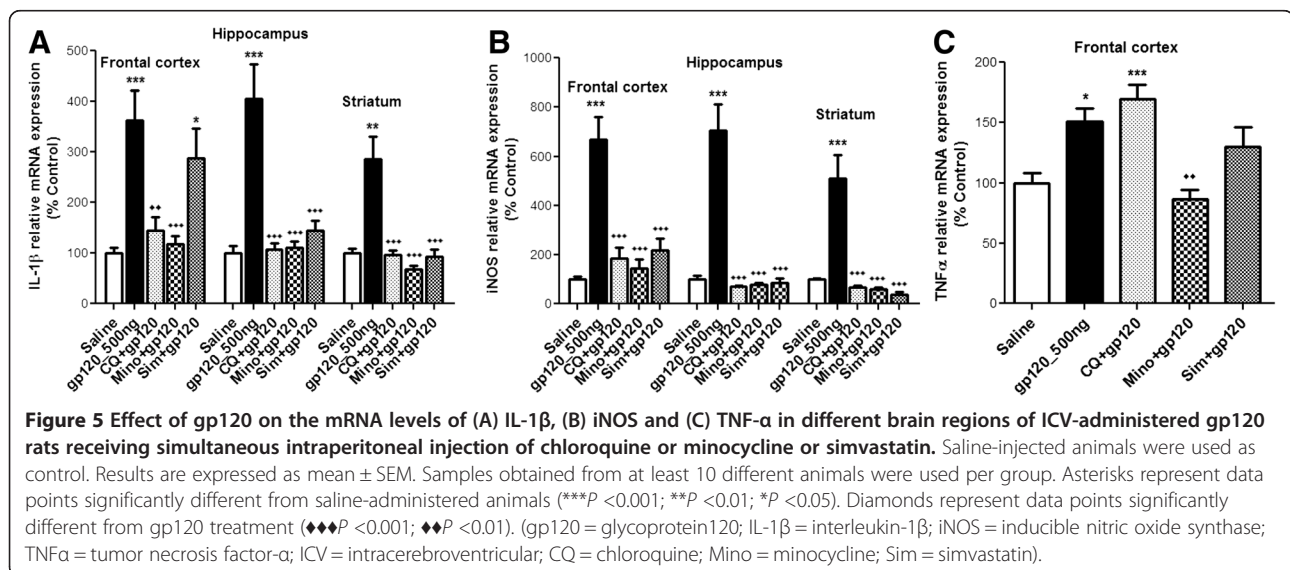 A
IL-1β relative mRNA expression
(% Control)
500
400
300
200
100
0
Frontal cortex
Hippocampus
Striatum
***
♦♦
♦♦♦
*
***
♦♦♦
♦♦♦
♦♦♦
**
♦♦♦
♦♦♦
♦♦♦
Saline
gp120_500ng
CQ+gp120
Mino+gp120
Sim+gp120
Saline
gp120_500ng
CQ+gp120
Mino+gp120
Sim+gp120
Saline
gp120_500ng
CQ+gp120
Mino+gp120
Sim+gp120
B
iNOS relative mRNA expression
(% Control)
1000
800
600
400
200
0
Frontal cortex
Hippocampus
Striatum
***
♦♦♦
♦♦♦
♦♦♦
***
♦♦♦
♦♦♦
♦♦♦
***
♦♦♦
♦♦♦
♦♦♦
Saline
gp120_500ng
CQ+gp120
Mino+gp120
Sim+gp120
Saline
gp120_500ng
CQ+gp120
Mino+gp120
Sim+gp120
Saline
gp120_500ng
CQ+gp120
Mino+gp120
Sim+gp120
C
TNFα relative mRNA expression
(% Control)
200
150
100
50
0
Frontal cortex
*
***
♦♦
Saline
gp120_500ng
CQ+gp120
Mino+gp120
Sim+gp120
Figure 5 Effect of gp120 on the mRNA levels of (A) IL-1β, (B) iNOS and (C) TNF-α in different brain regions of ICV-administered gp120
rats receiving simultaneous intraperitoneal injection of chloroquine or minocycline or simvastatin. Saline-injected animals were used as
control. Results are expressed as mean ± SEM. Samples obtained from at least 10 different animals were used per group. Asterisks represent data
points significantly different from saline-administered animals (***P <0.001; **P <0.01; *P <0.05). Diamonds represent data points significantly
different from gp120 treatment (♦♦♦P <0.001; ♦♦P <0.01). (gp120 = glycoprotein120; IL-1β = interleukin-1β; iNOS = inducible nitric oxide synthase;
TNFα = tumor necrosis factor-α; ICV = intracerebroventricular; CQ = chloroquine; Mino = minocycline; Sim = simvastatin).